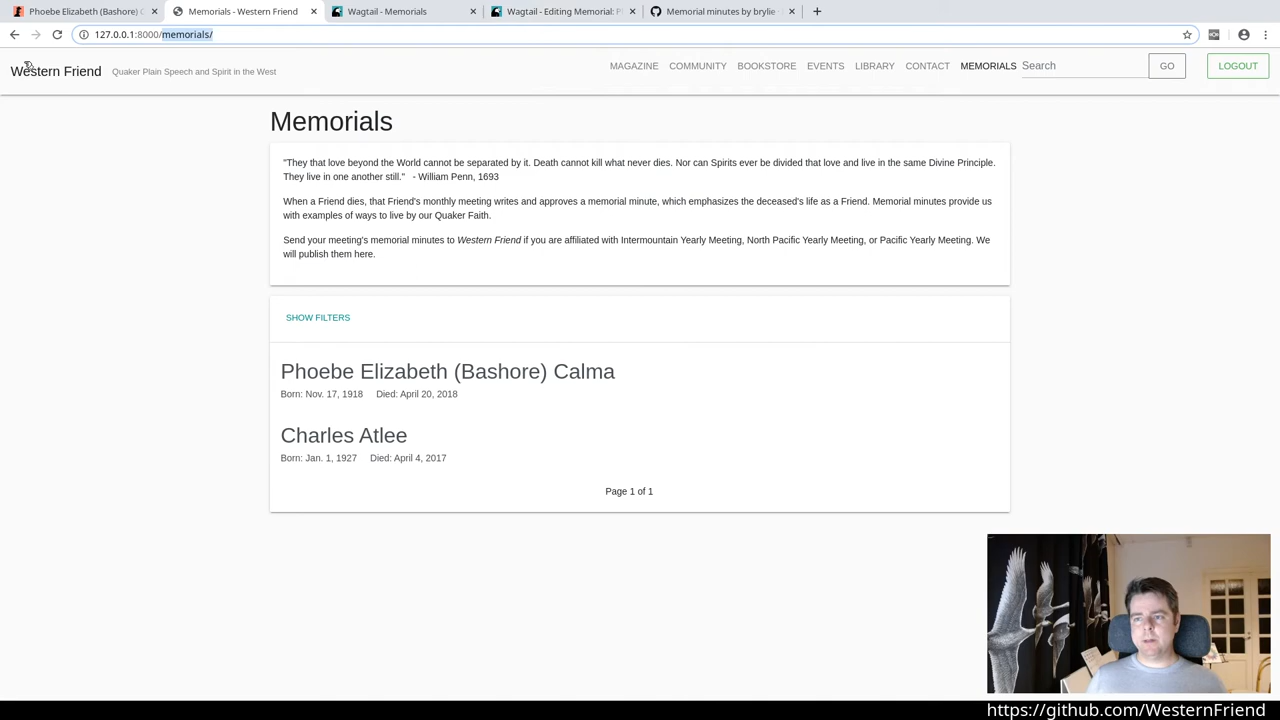 Phoebe Elizabeth (Bashore) C
Memorials - Western Friend
Wagtail - Memorials
Wagtail - Editing Memorial: P
Memorial minutes by brylie
127.0.0.1:8000/memorials/
Western Friend
Quaker Plain Speech and Spirit in the West
MAGAZINE
COMMUNITY
BOOKSTORE
EVENTS
LIBRARY
CONTACT
MEMORIALS
Search
GO
LOGOUT
Memorials
"They that love beyond the World cannot be separated by it. Death cannot kill what never dies. Nor can Spirits ever be divided that love and live in the same Divine Principle.
They live in one another still."   - William Penn, 1693
When a Friend dies, that Friend's monthly meeting writes and approves a memorial minute, which emphasizes the deceased's life as a Friend. Memorial minutes provide us
with examples of ways to live by our Quaker Faith.
Send your meeting's memorial minutes to Western Friend if you are affiliated with Intermountain Yearly Meeting, North Pacific Yearly Meeting, or Pacific Yearly Meeting. We
will publish them here.
SHOW FILTERS
Phoebe Elizabeth (Bashore) Calma
Born: Nov. 17, 1918 Died: April 20, 2018
Charles Atlee
Born: Jan. 1, 1927 Died: April 4, 2017
Page 1 of 1
https://github.com/WesternFriend